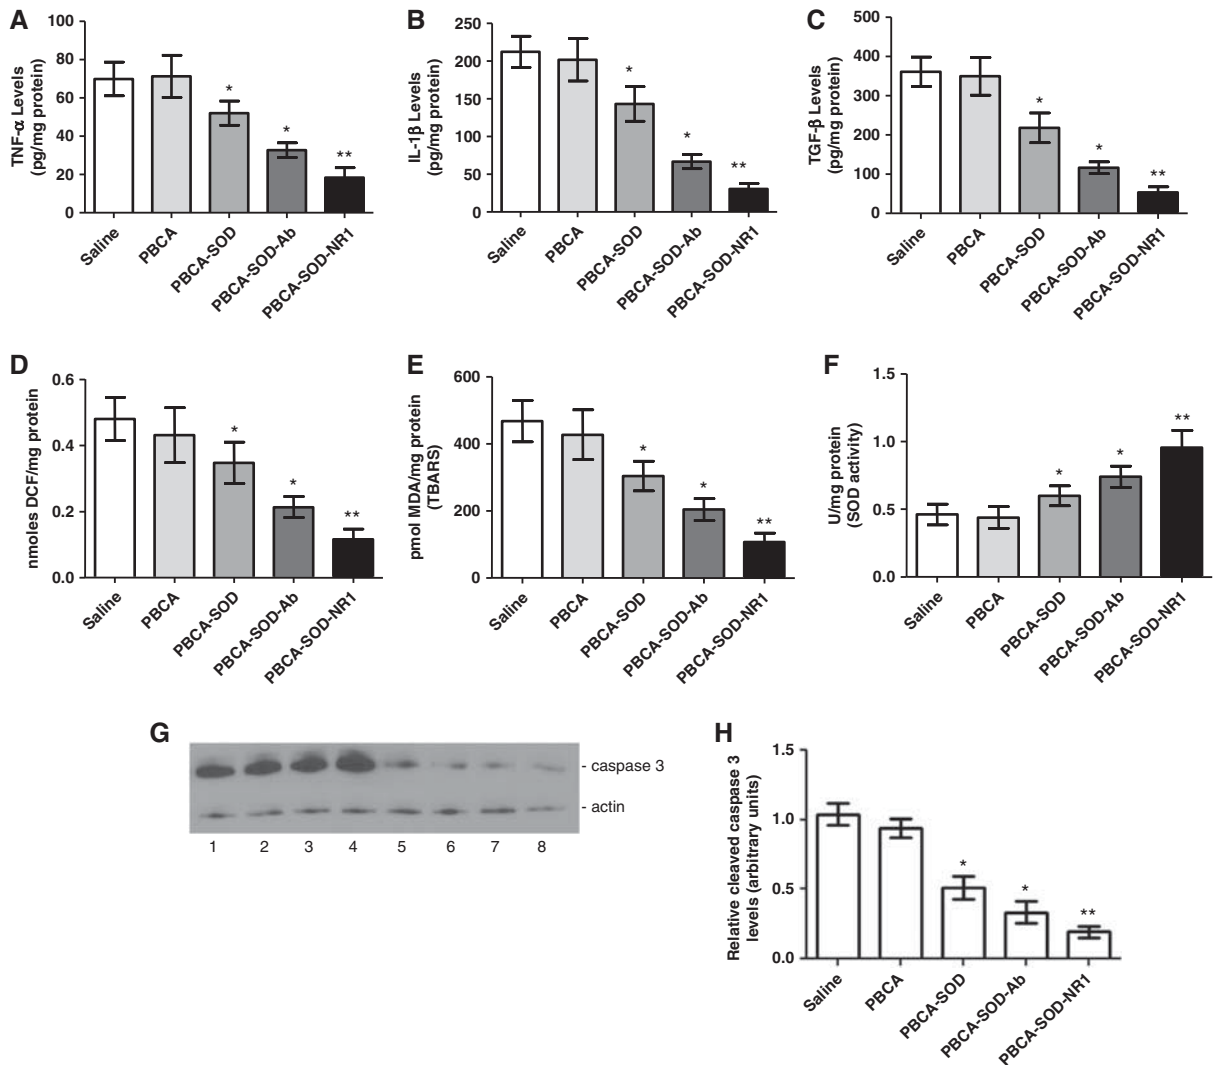 A
TNF-α Levels
(pg/mg protein)
100
80
60
40
20
0
*
*
**
Saline
PBCA
PBCA-SOD
PBCA-SOD-Ab
PBCA-SOD-NR1
B
IL-1β Levels
(pg/mg protein)
250
200
150
100
50
0
*
*
**
Saline
PBCA
PBCA-SOD
PBCA-SOD-Ab
PBCA-SOD-NR1
C
TGF-β Levels
(pg/mg protein)
500
400
300
200
100
0
*
*
**
Saline
PBCA
PBCA-SOD
PBCA-SOD-Ab
PBCA-SOD-NR1
D
nmoles DCF/mg protein
0.6
0.4
0.2
0.0
*
*
**
Saline
PBCA
PBCA-SOD
PBCA-SOD-Ab
PBCA-SOD-NR1
E
pmol MDA/mg protein
(TBARS)
600
400
200
0
*
*
**
Saline
PBCA
PBCA-SOD
PBCA-SOD-Ab
PBCA-SOD-NR1
F
U/mg protein
(SOD activity)
1.5
1.0
0.5
0.0
*
*
**
Saline
PBCA
PBCA-SOD
PBCA-SOD-Ab
PBCA-SOD-NR1
G
- caspase 3
- actin
1 2 3 4 5 6 7 8
H
Relative cleaved caspase 3
levels (arbitrary units)
1.5
1.0
0.5
0.0
*
*
**
Saline
PBCA
PBCA-SOD
PBCA-SOD-Ab
PBCA-SOD-NR1